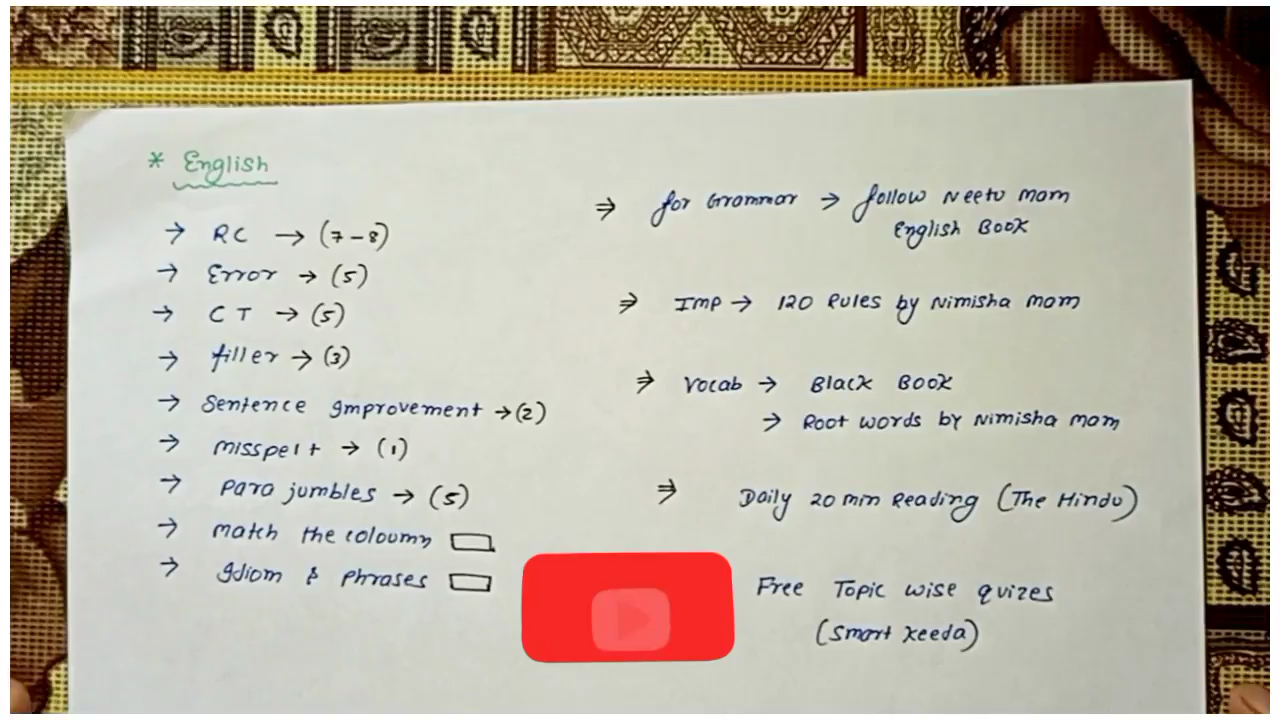 * English
→ RC → (7-8)
→ Error → (5)
→ CT → (5)
→ filler → (3)
→ Sentence Improvement → (2)
→ misspelt → (1)
→ Para jumbles → (5)
→ Match the coloumn
→ Idiom & Phrases
⇒ for Grammar → follow Neetu mam
English Book
⇒ Imp → 120 Rules by Nimisha mam
⇒ Vocab → Black Book
→ Root words by Nimisha mam
⇒ Daily 20 min Reading (The Hindu)
Free Topic wise quizes
(Smart Keeda)